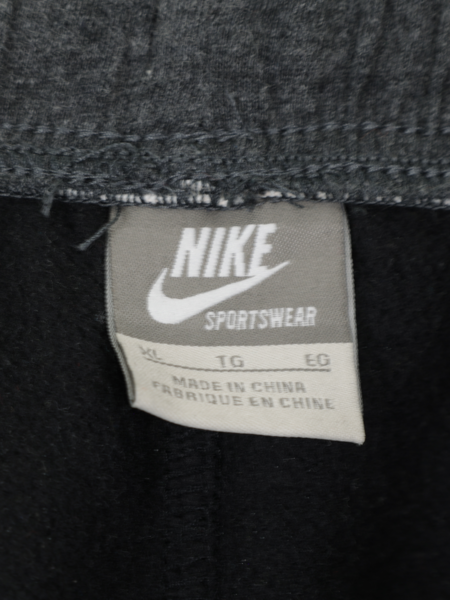 NIKE
SPORTSWEAR
XL TG EG
MADE IN CHINA
FABRIQUE EN CHINE